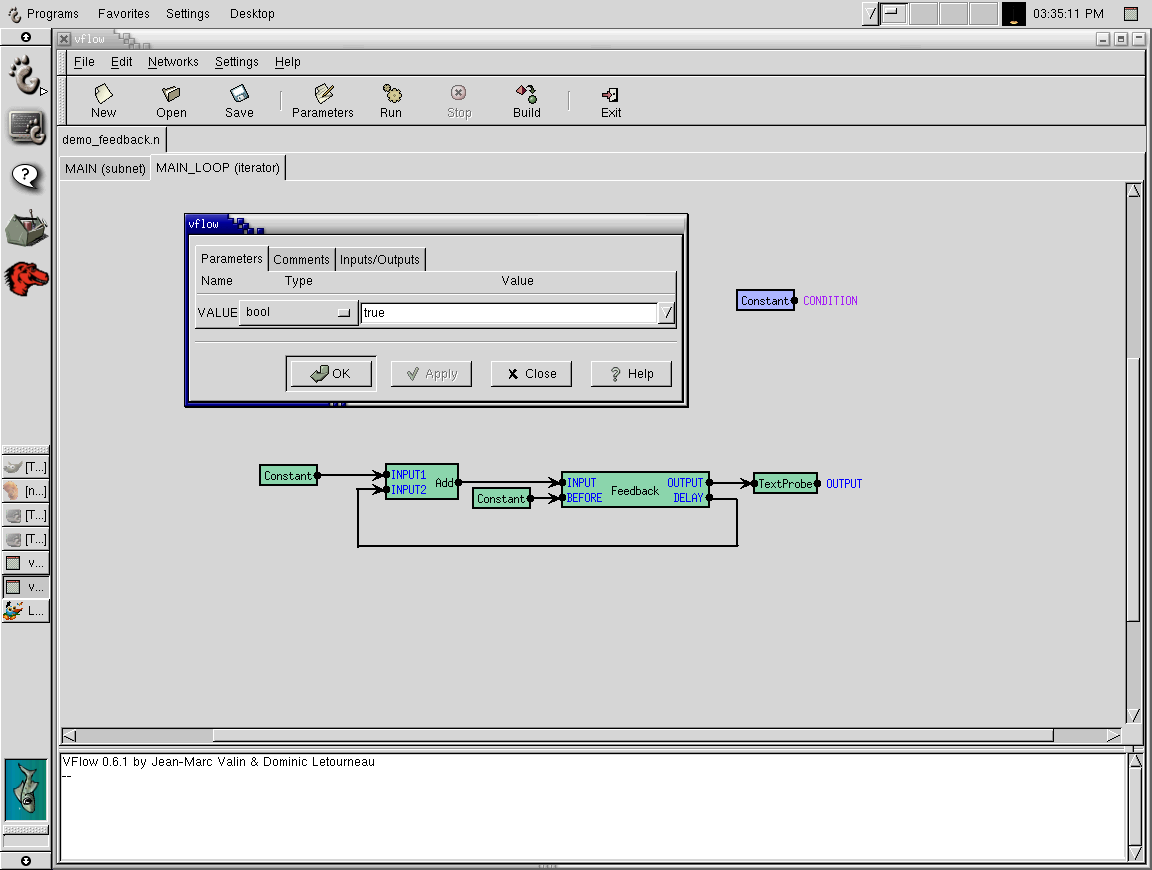 Programs Favorites Settings Desktop 03:35:11 PM
vflow
File Edit Networks Settings Help
New Open Save Parameters Run Stop Build Exit
demo_feedback.n
MAIN (subnet) MAIN_LOOP (iterator)
vflow
Parameters Comments Inputs/Outputs
Name Type Value
VALUE bool true
OK Apply Close Help
Constant CONDITION
Constant INPUT1 INPUT2 Add
Constant INPUT BEFORE Feedback OUTPUT DELAY
TextProbe OUTPUT
[T...]
[n...]
[T...]
[T...]
v...
v...
L...
VFlow 0.6.1 by Jean-Marc Valin & Dominic Letourneau
--